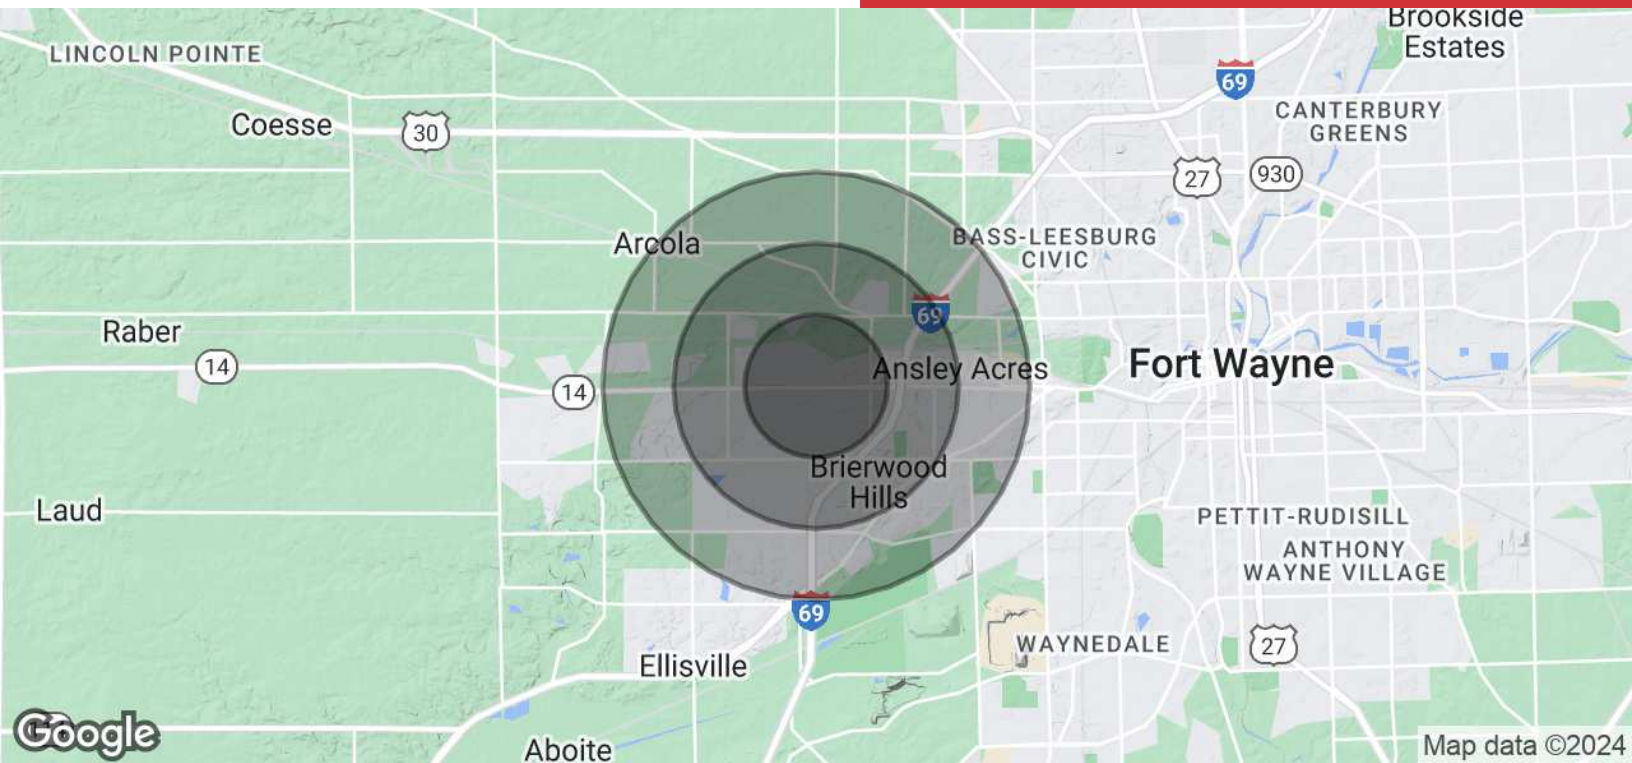 Brookside
Estates
LINCOLN POINTE
69
CANTERBURY
GREENS
Coesse
30
27
930
Arcola
BASS-LEESBURG
CIVIC
69
Raber
14
14
Ansley Acres
Fort Wayne
Brierwood
Hills
Laud
PETTIT-RUDISILL
ANTHONY
WAYNE VILLAGE
69
WAYNEDALE
27
Ellisville
Google
Aboite
Map data ©2024